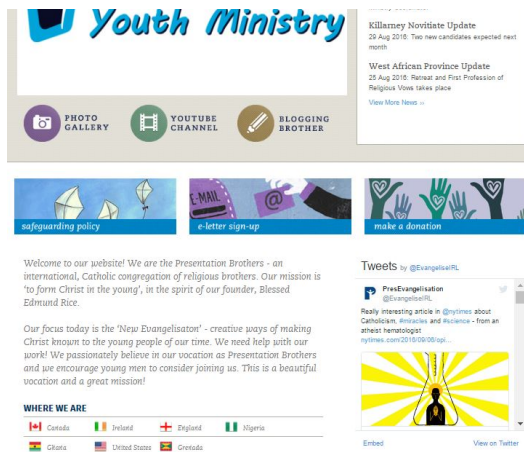 Youth Ministry
Killarney Novitiate Update
29 Aug 2016: Two new candidates expected next
month
West African Province Update
25 Aug 2016: Retreat and First Profession of
Religious Vows takes place
View More News ››
PHOTO
GALLERY
YOUTUBE
CHANNEL
BLOGGING
BROTHER
E-MAIL
@
safeguarding policy
e-letter sign-up
make a donation
Welcome to our website! We are the Presentation Brothers - an
international, Catholic congregation of religious brothers. Our mission is
'to form Christ in the young', in the spirit of our founder, Blessed
Edmund Rice.
Our focus today is the 'New Evangelisaton' - creative ways of making
Christ known to the young people of our time. We need help with our
work! We passionately believe in our vocation as Presentation Brothers
and we encourage young men to consider joining us. This is a beautiful
vocation and a great mission!
WHERE WE ARE
Canada
Ireland
England
Nigeria
Ghana
United States
Grenada
Tweets by @EvangeliseIRL
PresEvangelisation
@EvangeliseIRL
Really interesting article in @nytimes about
Catholicism, #miracles and #science - from an
atheist hematologist
nytimes.com/2016/09/06/opi...
Embed
View on Twitter